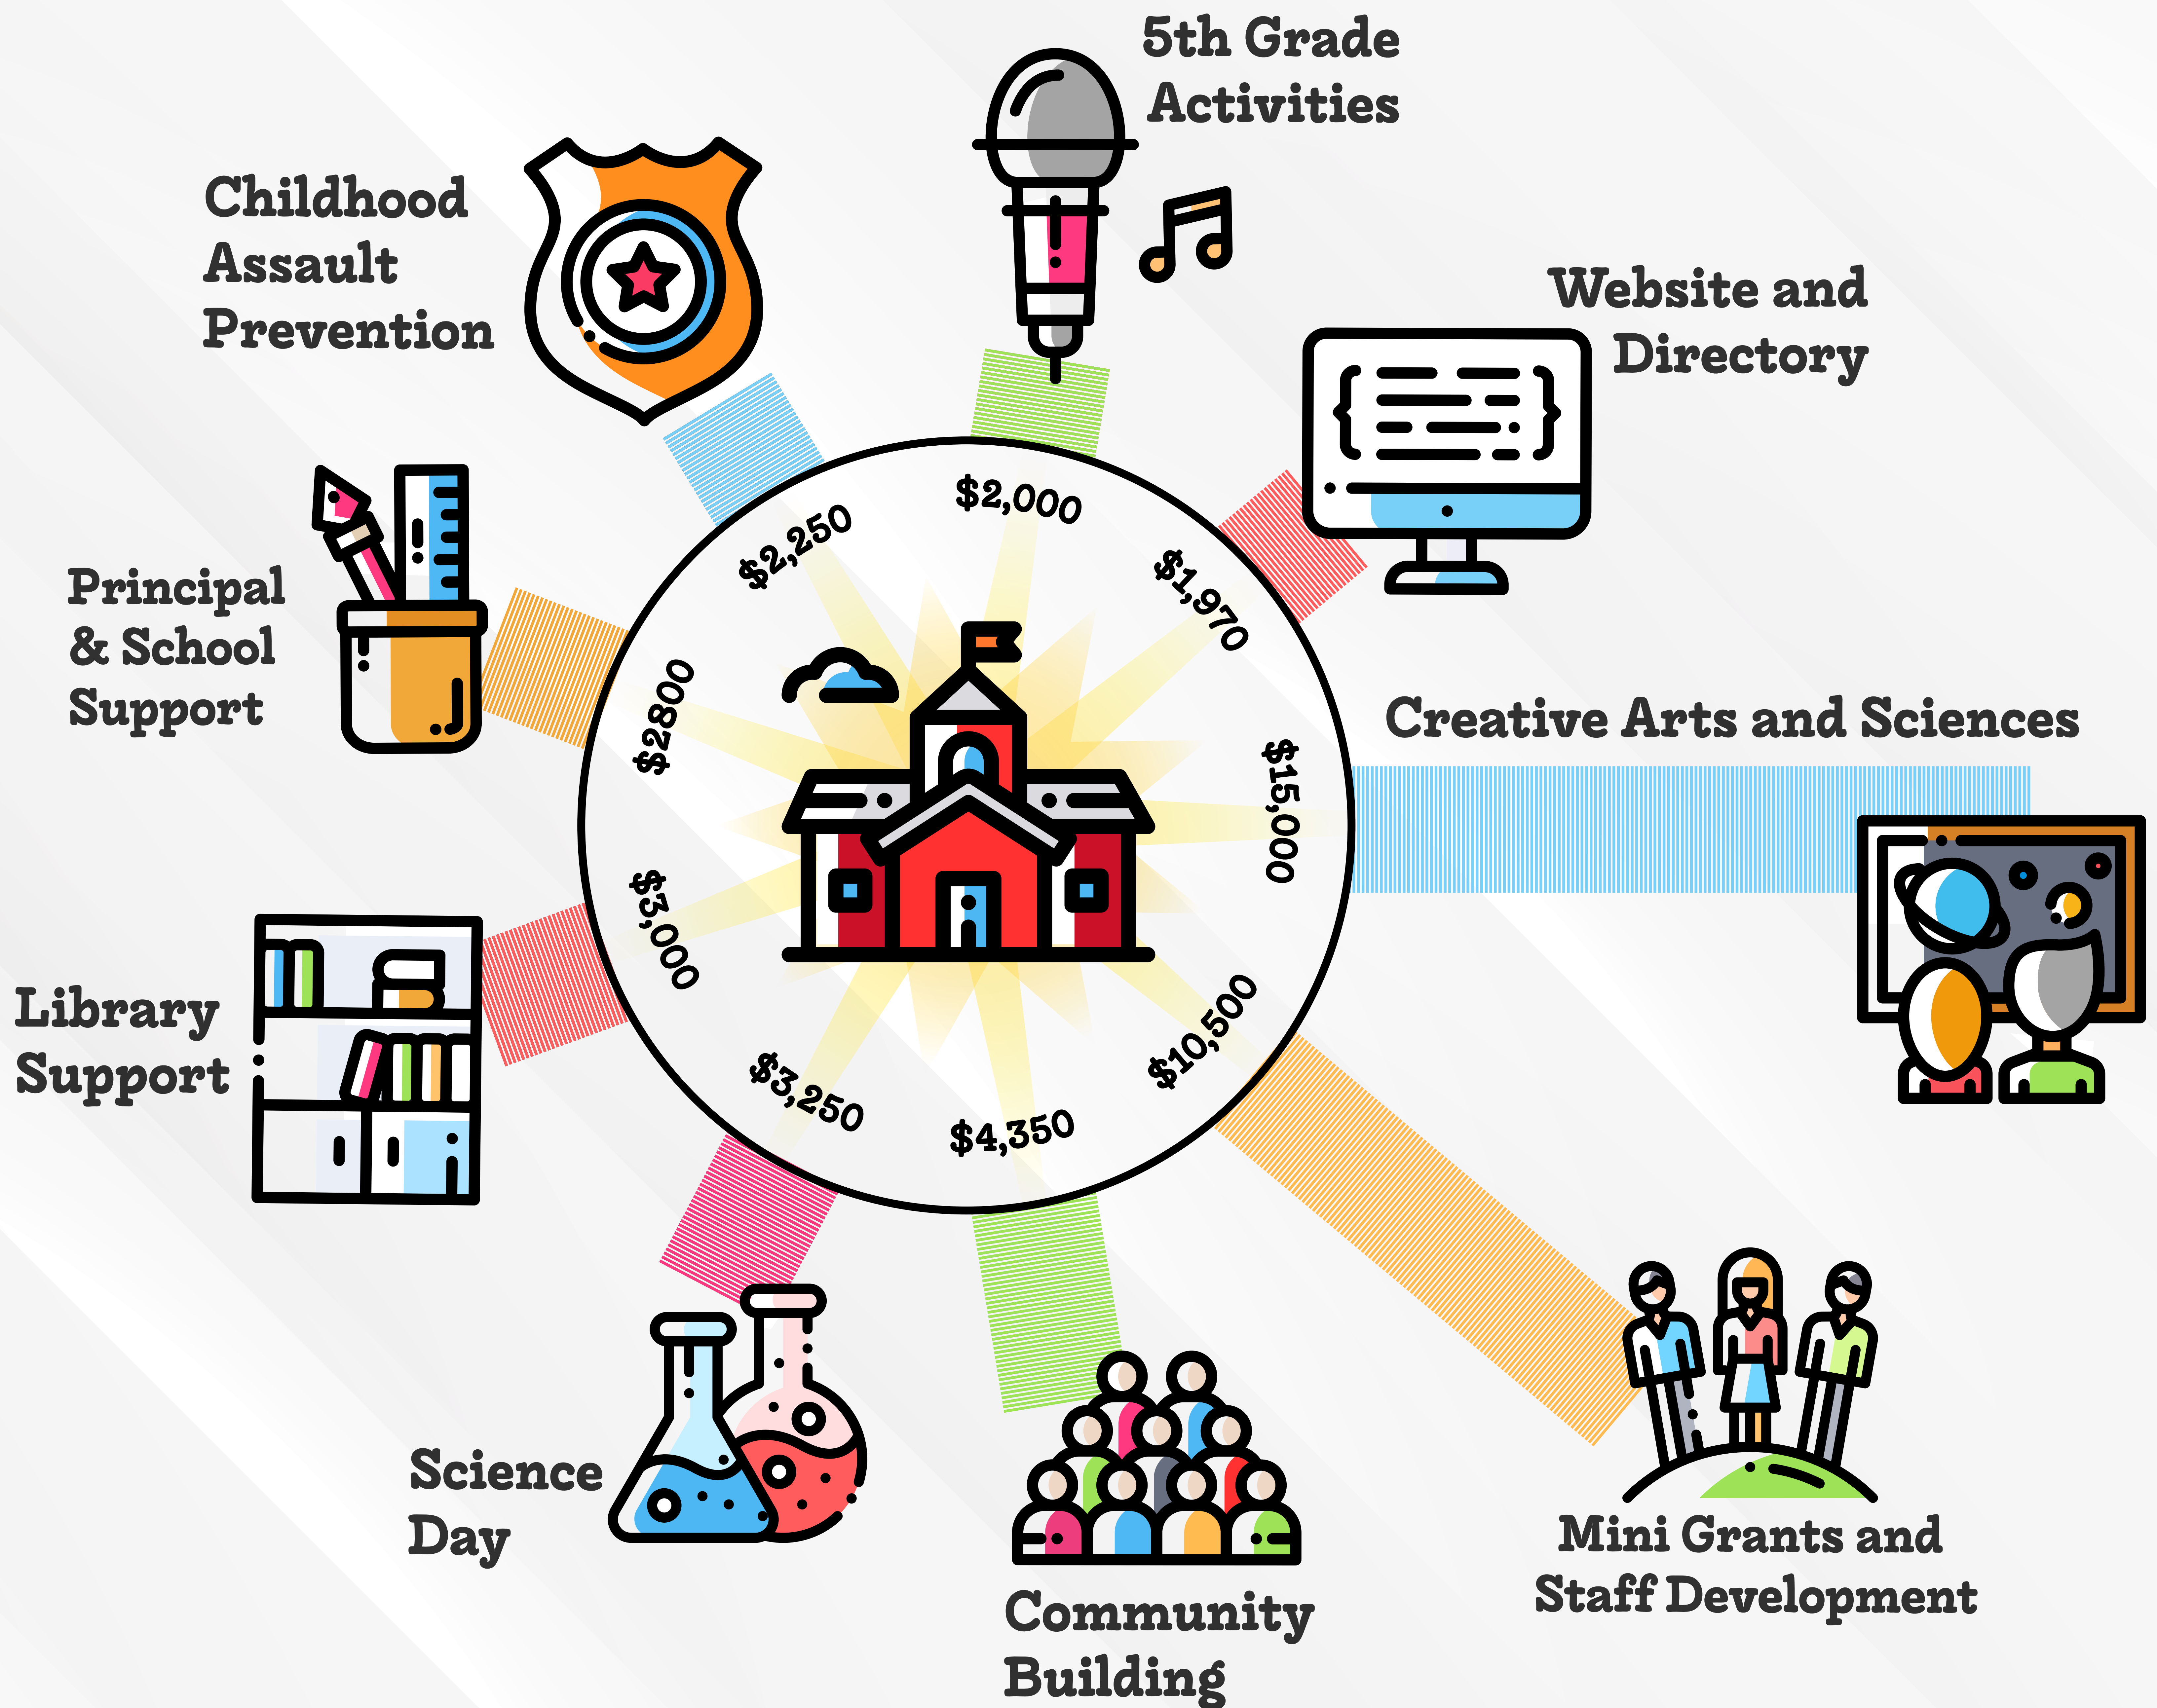 5th Grade
Activities
Childhood
Assault
Prevention
Website and
Directory
Principal
& School
Support
Creative Arts and Sciences
Library
Support
Science
Day
Community
Building
Mini Grants and
Staff Development
$2,000
$1,970
$15,000
$10,500
$4,350
$3,250
$3,000
$2800
$2,250